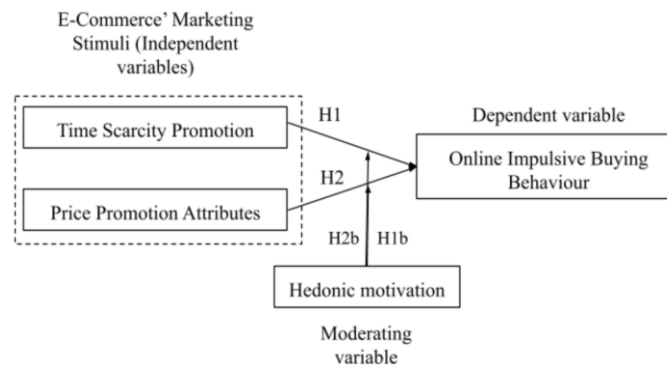 E-Commerce’ Marketing
Stimuli (Independent
variables)
Time Scarcity Promotion
Price Promotion Attributes
H1
H2
H2b
H1b
Dependent variable
Online Impulsive Buying
Behaviour
Hedonic motivation
Moderating
variable